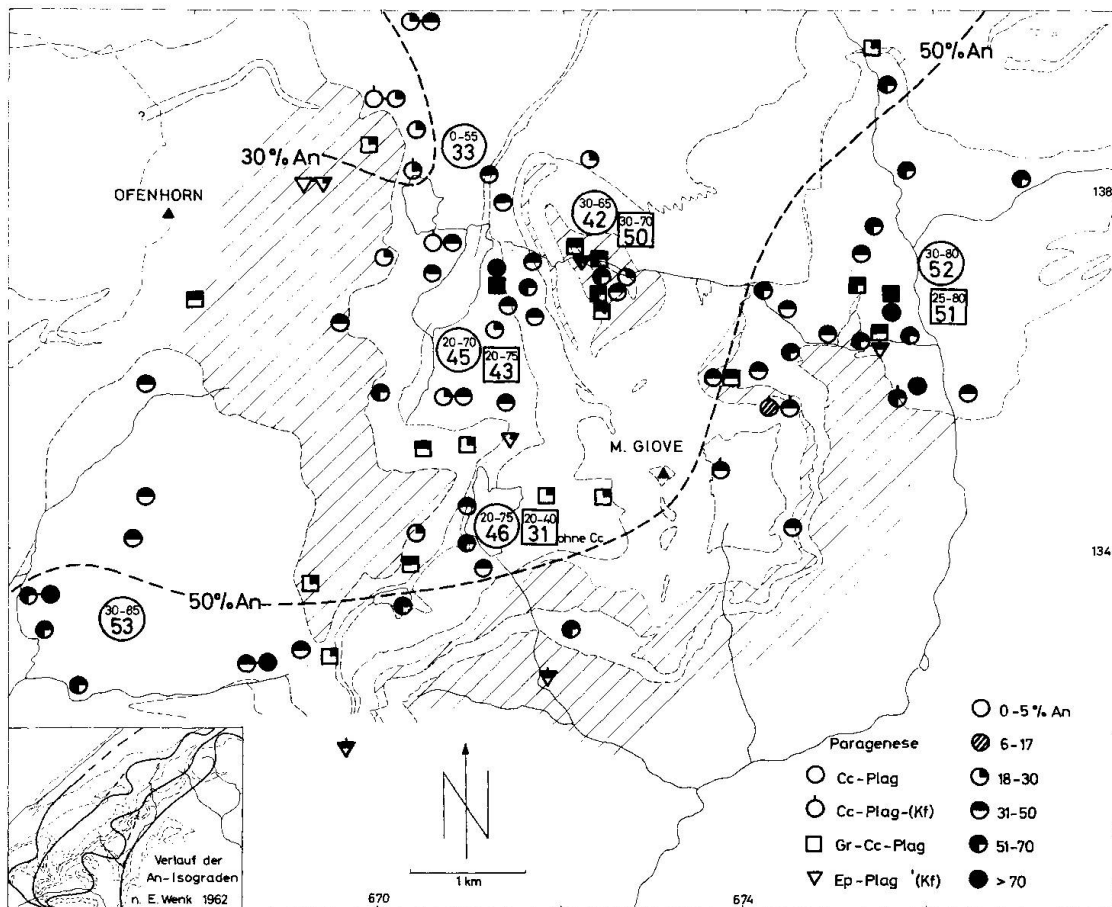 50% An
30% An
0-55
33
OFENHORN
138
30-65
42
30-70
50
30-80
52
25-80
51
20-70
45
20-75
43
M. GIOVE
20-75
46
20-40
31
ohne Cc
134
50% An
30-85
53
Paragenese
Cc-Plag
Cc-Plag-(Kf)
Gr-Cc-Plag
Ep-Plag '(Kf)
0-5% An
6-17
18-30
31-50
51-70
> 70
Verlauf der
An-Isograden
n. E. Wenk 1962
N
1 km
670
674
?